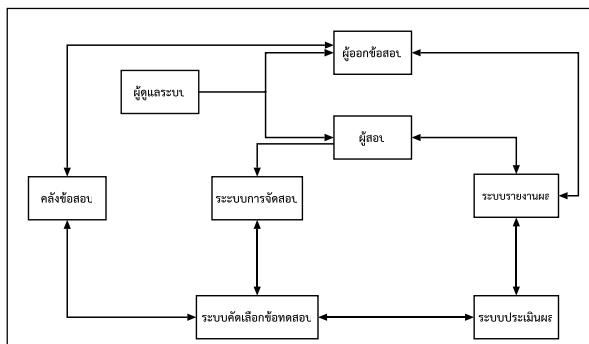 ผู้ออกข้อสอบ
ผู้ดูแลระบบ
ผู้สอบ
คลังข้อสอบ
ระะบบการจัดสอบ
ระบบรายงานผล
ระบบคัดเลือกข้อทดสอบ
ระบบประเมินผล